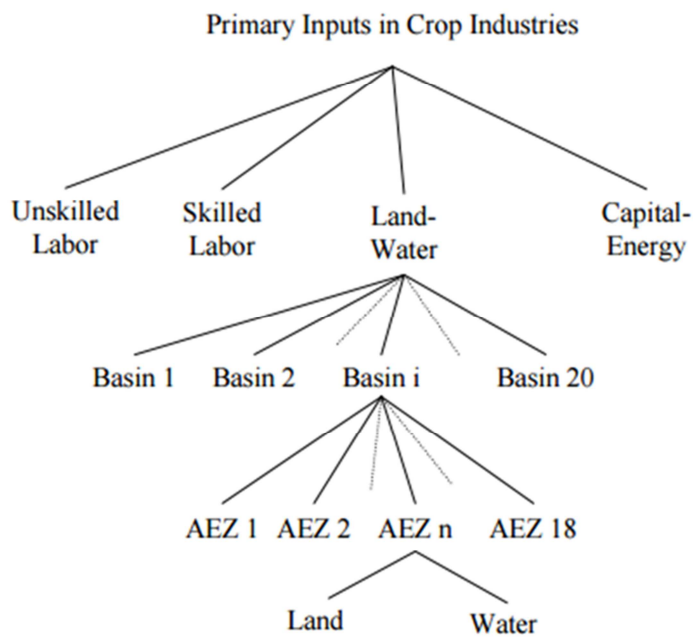 Primary Inputs in Crop Industries
Unskilled Labor
Skilled Labor
Land-Water
Capital-Energy
Basin 1
Basin 2
Basin i
Basin 20
AEZ 1
AEZ 2
AEZ n
AEZ 18
Land
Water